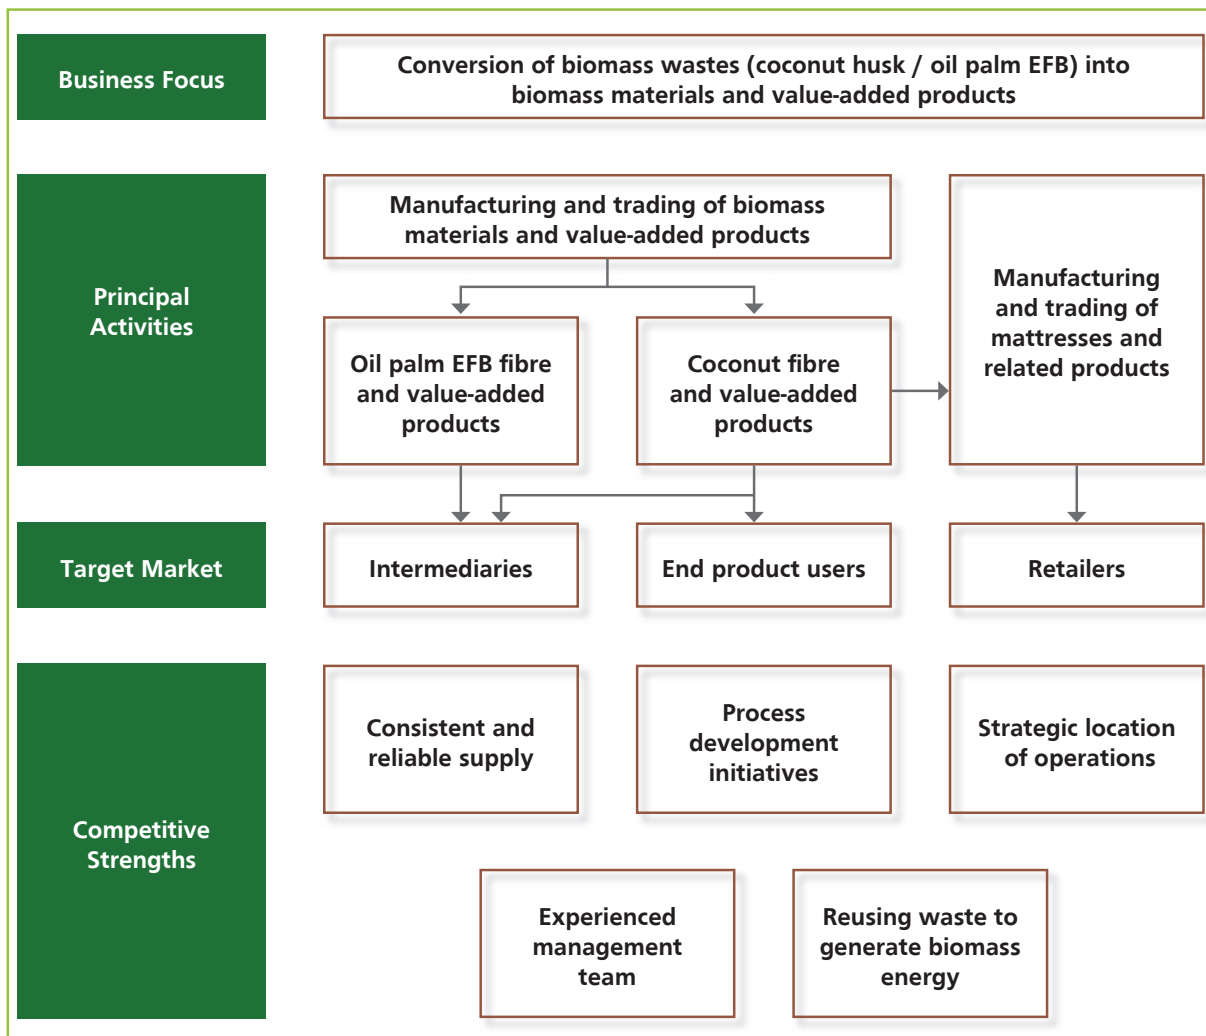 Business Focus
Conversion of biomass wastes (coconut husk / oil palm EFB) into
biomass materials and value-added products
Principal
Activities
Manufacturing and trading of biomass
materials and value-added products
Manufacturing
and trading of
mattresses and
related products
Oil palm EFB fibre
and value-added
products
Coconut fibre
and value-added
products
Target Market
Intermediaries
End product users
Retailers
Competitive
Strengths
Consistent and
reliable supply
Process
development
initiatives
Strategic location
of operations
Experienced
management
team
Reusing waste to
generate biomass
energy